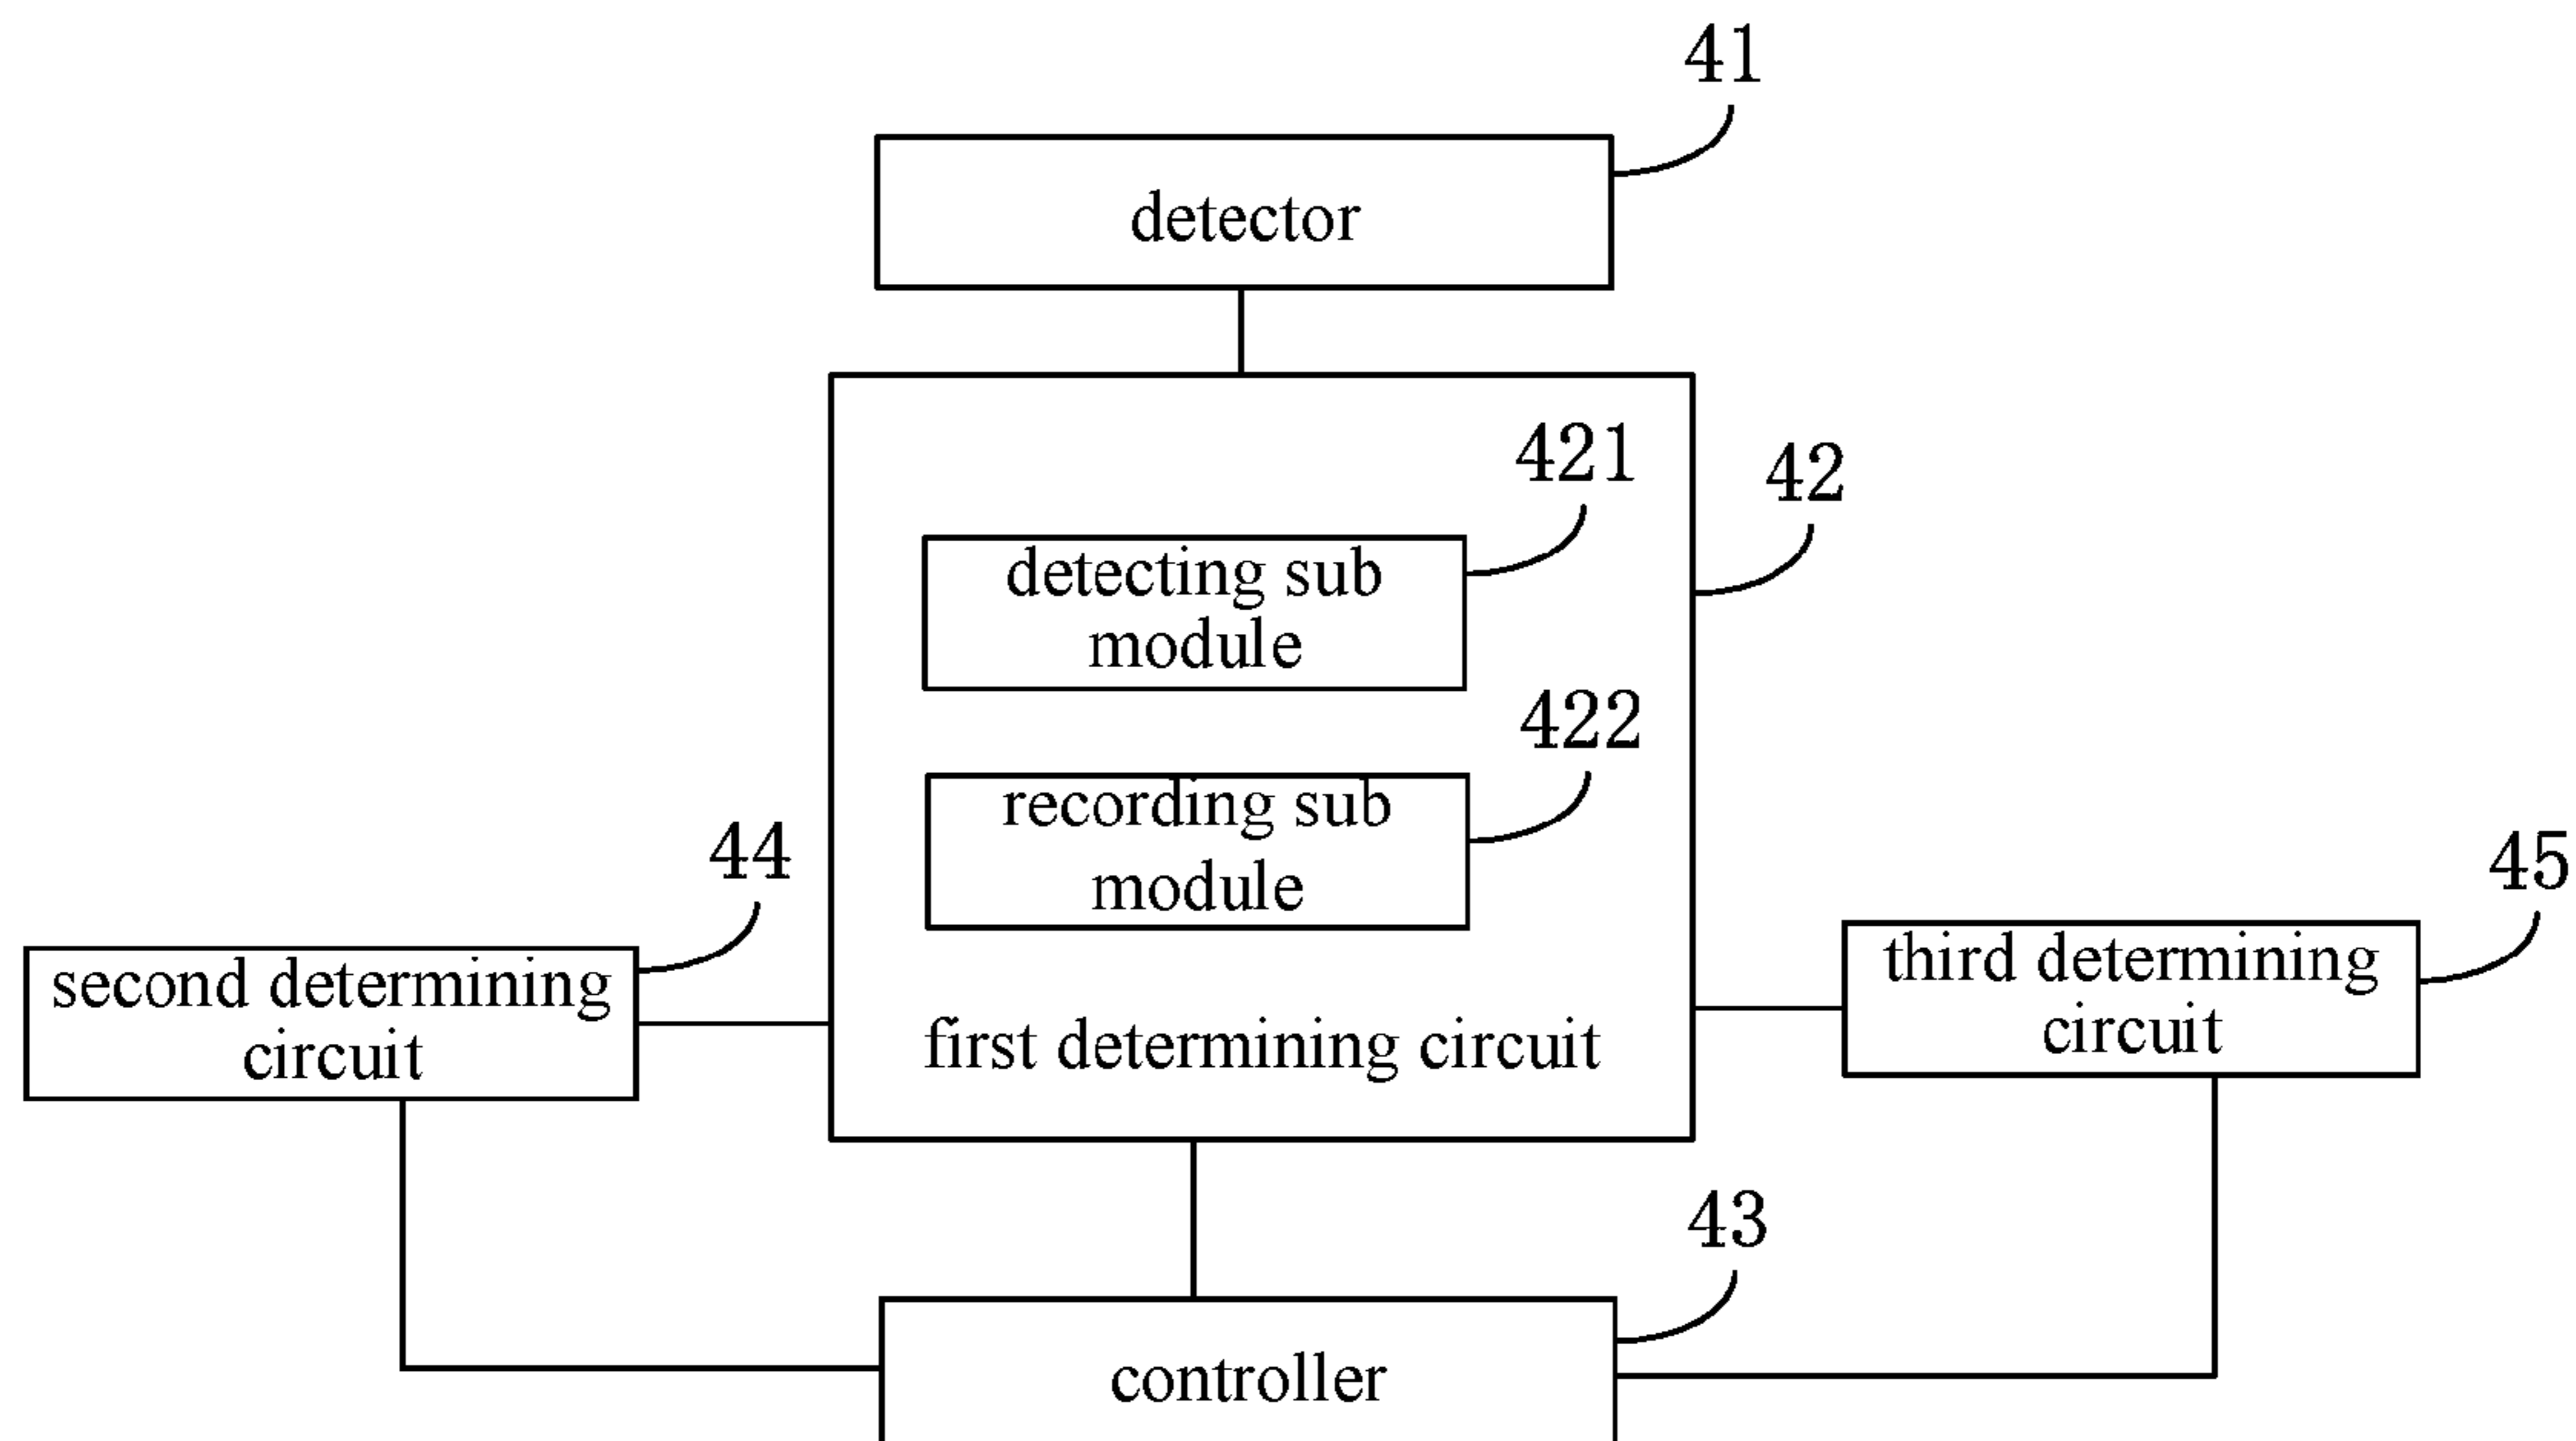 41
detector
421
42
detecting sub
module
422
recording sub
module
44
45
second determining
circuit
third determining
circuit
first determining circuit
43
controller